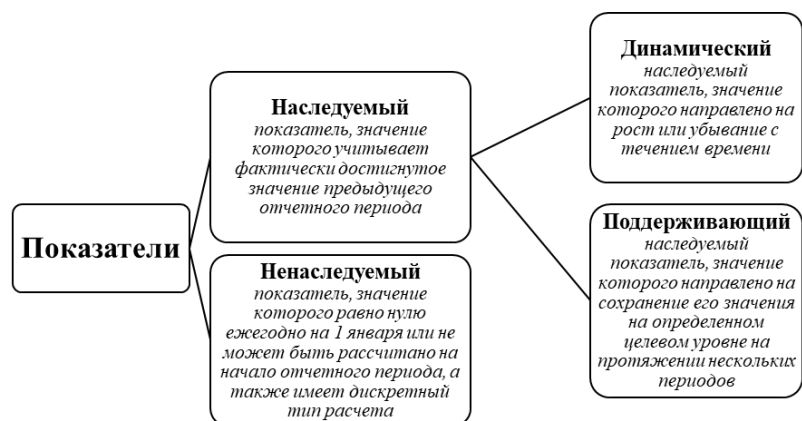 Показатели
Наследуемый
показатель, значение
которого учитывает
фактически достигнутое
значение предыдущего
отчетного периода
Ненаследуемый
показатель, значение
которого равно нулю
ежегодно на 1 января или не
может быть рассчитано на
начало отчетного периода, а
также имеет дискретный
тип расчета
Динамический
наследуемый
показатель, значение
которого направлено на
рост или убывание с
течением времени
Поддерживающий
наследуемый
показатель, значение
которого направлено на
сохранение его значения
на определенном
целевом уровне на
протяжении нескольких
периодов